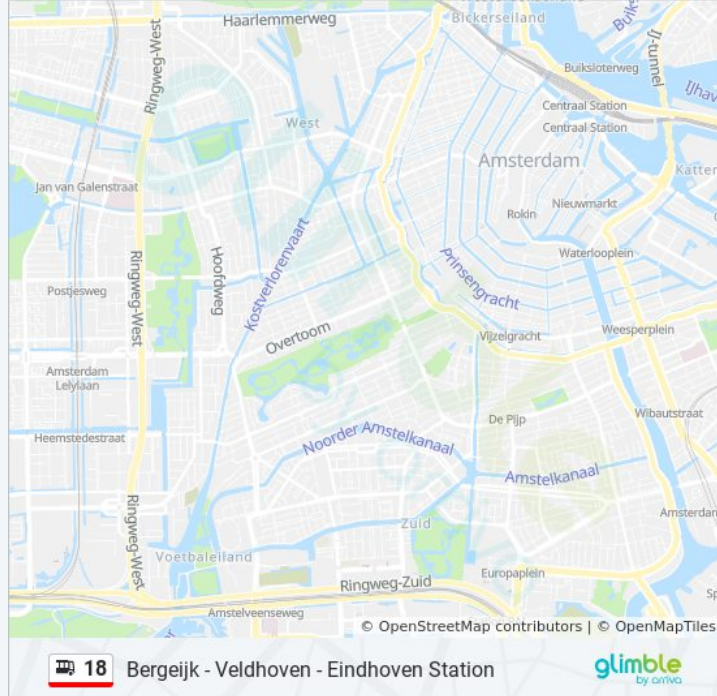 Haarlemmerweg
Bickerseiland
Buiks
IJ-tunnel
Ringweg-West
Buiksloterweg
IJhav
Centraal Station
West
Centraal Station
Amsterdam
Katter
Jan van Galenstraat
Nieuwmarkt
Rokin
Kostverlorenvaart
Hoofdweg
Prinsengracht
Waterlooplein
Ringweg-West
Postjesweg
Overtoom
Vijzelgracht
Weesperplein
Amsterdam
Lelylaan
Wibautstraat
De Pijp
Heemstedestraat
Noorder Amstelkanaal
Amstelkanaal
Ringweg-West
Amsterdam
Zuid
Voetbaleiland
Europaplein
Ringweg-Zuid
Sp
Amstelveenseweg
© OpenStreetMap contributors | © OpenMapTiles
18 Bergeijk - Veldhoven - Eindhoven Station
glimble
by arriva